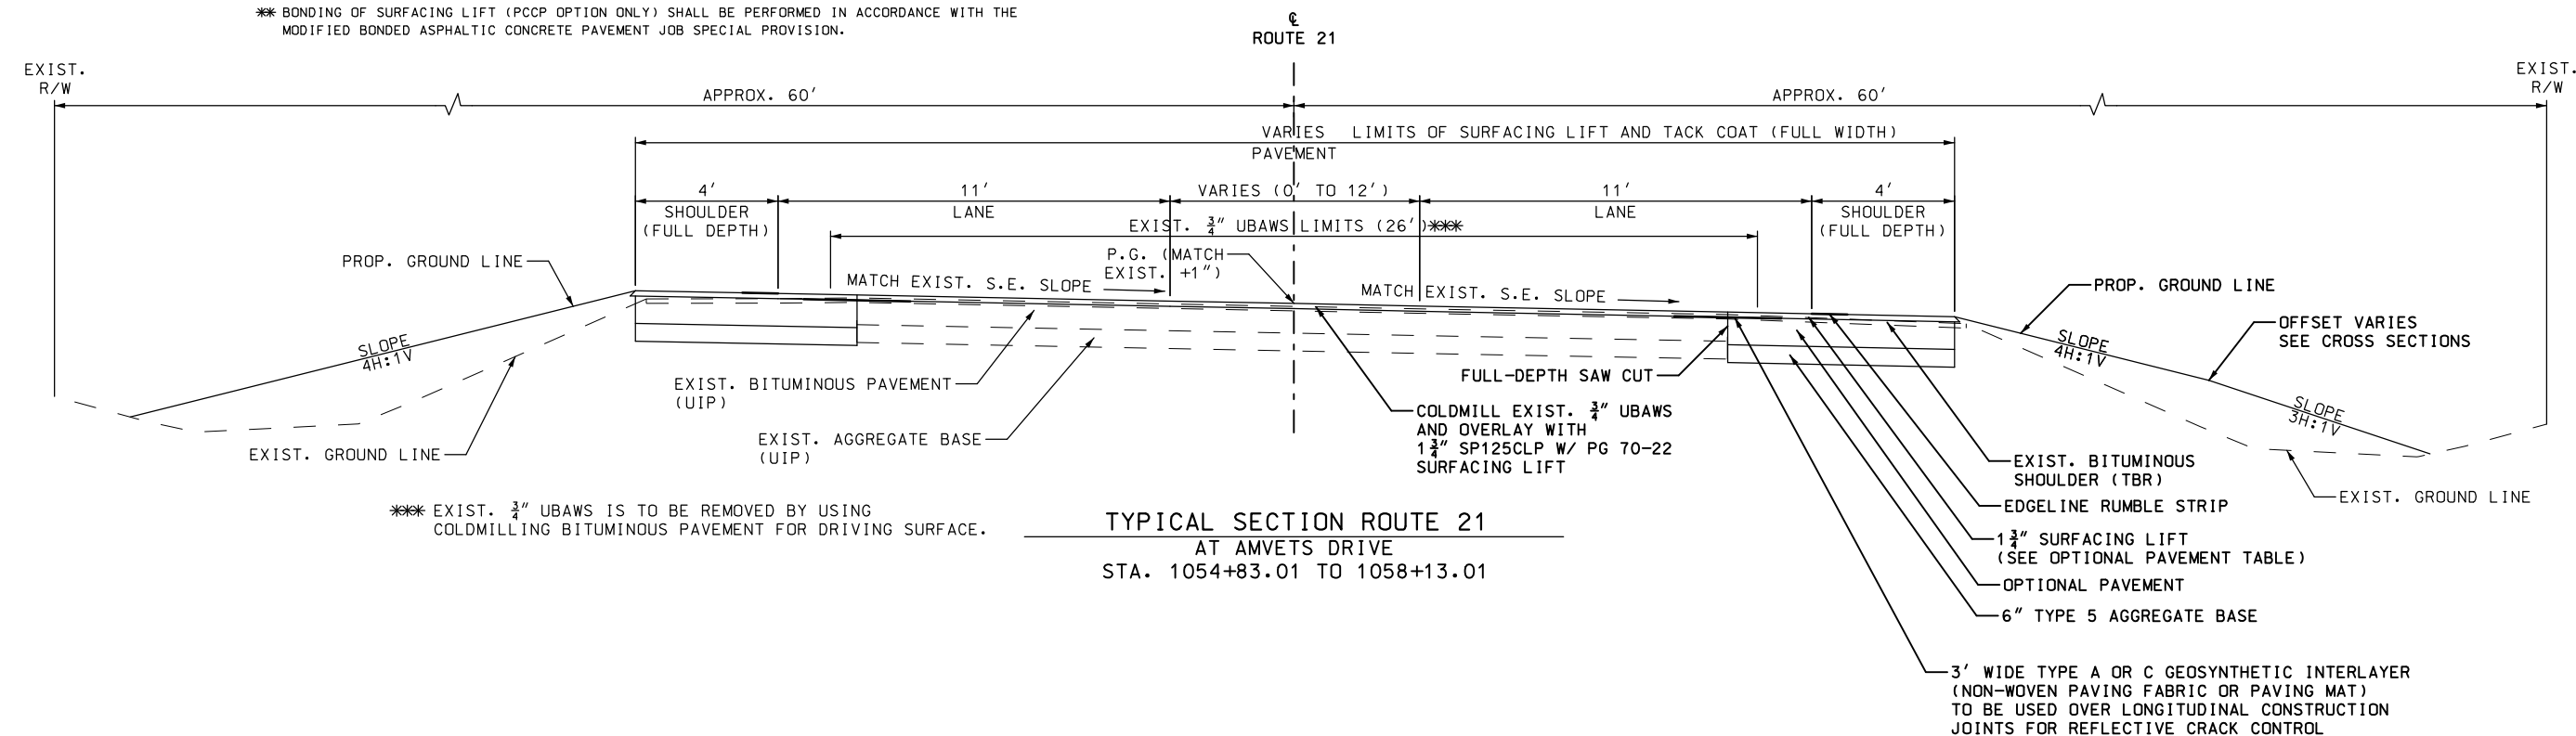 ** BONDING OF SURFACING LIFT (PCCP OPTION ONLY) SHALL BE PERFORMED IN ACCORDANCE WITH THE
MODIFIED BONDED ASPHALTIC CONCRETE PAVEMENT JOB SPECIAL PROVISION.
℄
ROUTE 21
EXIST.
R/W
EXIST.
R/W
APPROX. 60'
APPROX. 60'
VARIES LIMITS OF SURFACING LIFT AND TACK COAT (FULL WIDTH)
PAVEMENT
4'
SHOULDER
(FULL DEPTH)
11'
LANE
VARIES (0' TO 12')
11'
LANE
4'
SHOULDER
(FULL DEPTH)
EXIST. ¾" UBAWS LIMITS (26')***
PROP. GROUND LINE
P.G. (MATCH
EXIST. +1")
MATCH EXIST. S.E. SLOPE
MATCH EXIST. S.E. SLOPE
PROP. GROUND LINE
OFFSET VARIES
SEE CROSS SECTIONS
SLOPE
4H:1V
SLOPE
4H:1V
SLOPE
3H:1V
EXIST. BITUMINOUS PAVEMENT
(UIP)
FULL-DEPTH SAW CUT
EXIST. AGGREGATE BASE
(UIP)
COLDMILL EXIST. ¾" UBAWS
AND OVERLAY WITH
1¾" SP125CLP W/ PG 70-22
SURFACING LIFT
EXIST. GROUND LINE
EXIST. BITUMINOUS
SHOULDER (TBR)
EXIST. GROUND LINE
EDGELINE RUMBLE STRIP
1¾" SURFACING LIFT
(SEE OPTIONAL PAVEMENT TABLE)
OPTIONAL PAVEMENT
6" TYPE 5 AGGREGATE BASE
3' WIDE TYPE A OR C GEOSYNTHETIC INTERLAYER
(NON-WOVEN PAVING FABRIC OR PAVING MAT)
TO BE USED OVER LONGITUDINAL CONSTRUCTION
JOINTS FOR REFLECTIVE CRACK CONTROL
*** EXIST. ¾" UBAWS IS TO BE REMOVED BY USING
COLDMILLING BITUMINOUS PAVEMENT FOR DRIVING SURFACE.
TYPICAL SECTION ROUTE 21
AT AMVETS DRIVE
STA. 1054+83.01 TO 1058+13.01